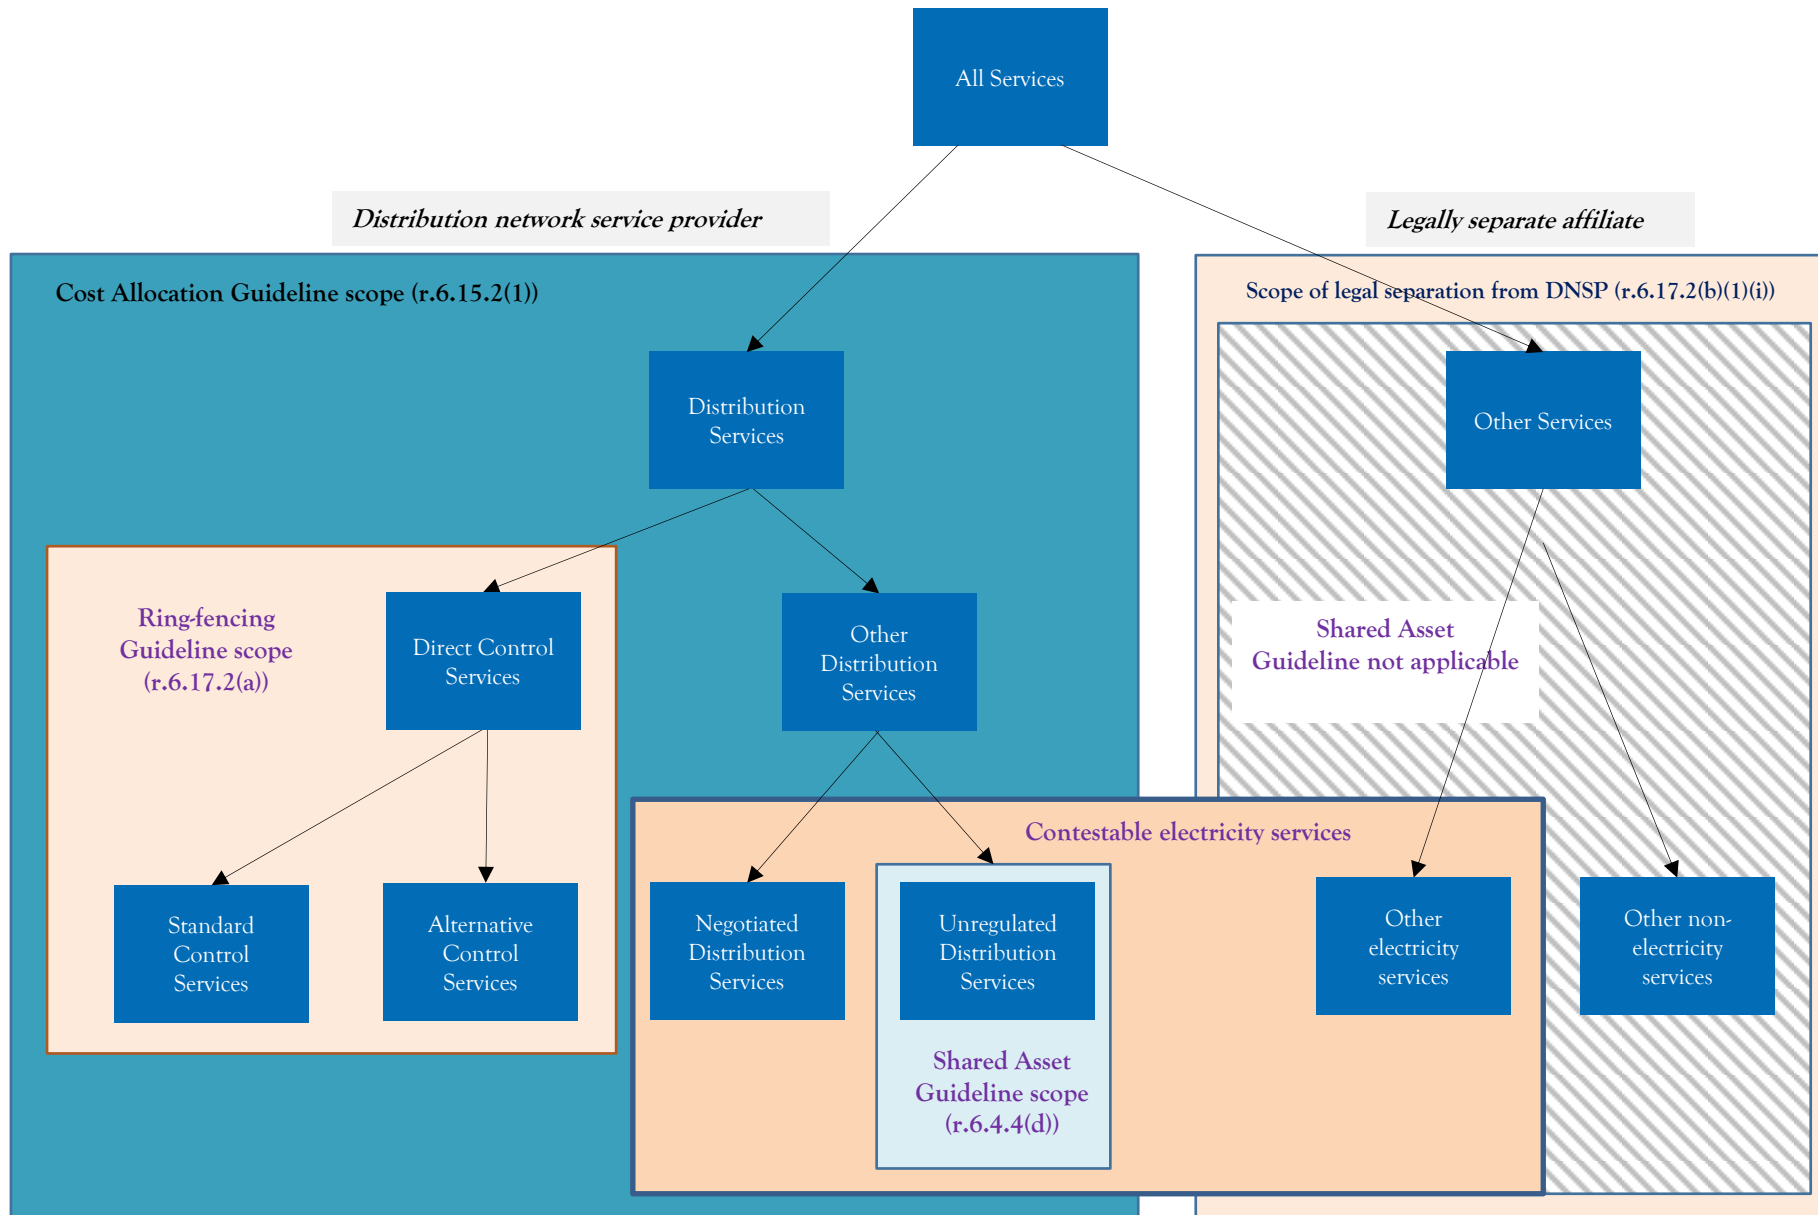 All Services
Distribution network service provider
Legally separate affiliate
Cost Allocation Guideline scope (r.6.15.2(1))
Scope of legal separation from DNSP (r.6.17.2(b)(1)(i))
Distribution
Services
Other Services
Ring-fencing
Guideline scope
(r.6.17.2(a))
Direct Control
Services
Other
Distribution
Services
Shared Asset
Guideline not applicable
Contestable electricity services
Standard
Control
Services
Alternative
Control
Services
Negotiated
Distribution
Services
Unregulated
Distribution
Services
Other
electricity
services
Other non-
electricity
services
Shared Asset
Guideline scope
(r.6.4.4(d))